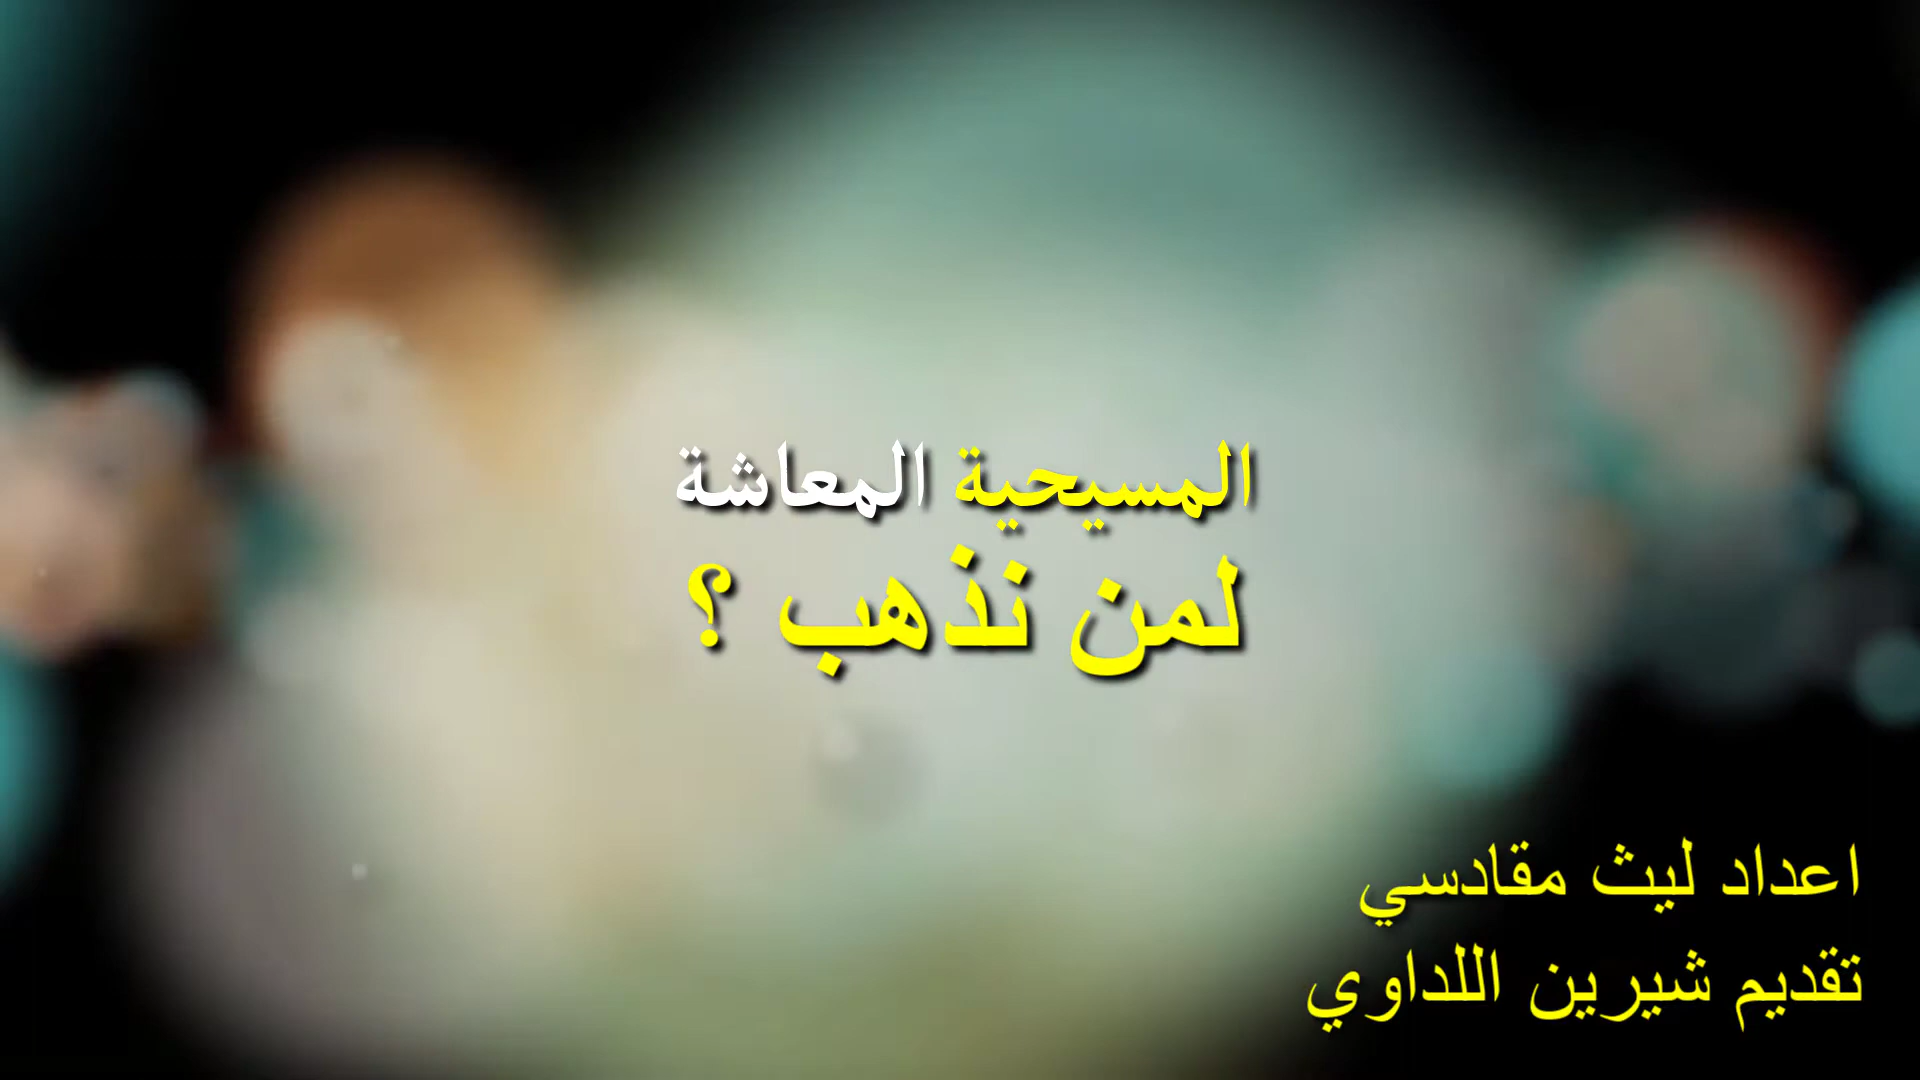 المسيحية المعاشة
لمن نذهب ؟
اعداد ليث مقادسي
تقديم شيرين اللداوي